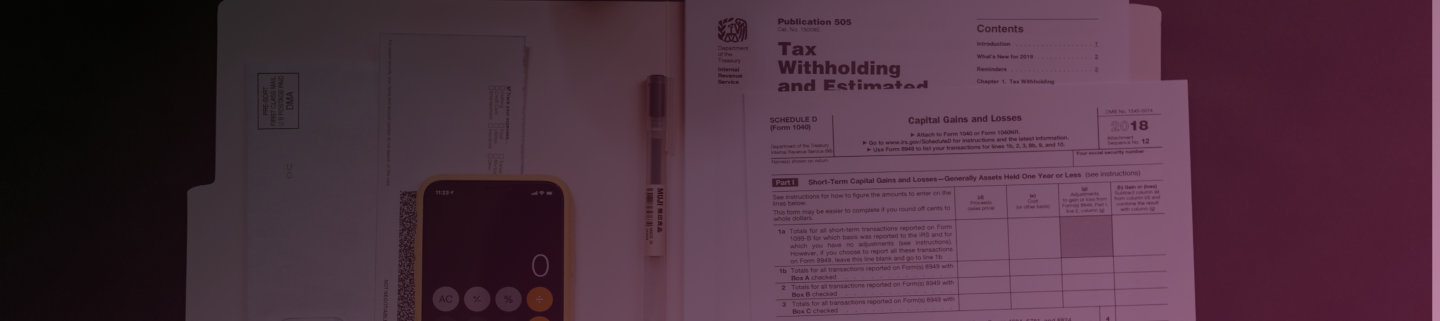 PRE-SORT
FIRST CLASS MAIL
U.S POSTAGE PAID
DMA
11:23
0
AC
%
+
MUJI
Department
of the
Treasury
Internal
Revenue
Service
Publication 505
Tax
Withholding
and Estimated
Contents
Introduction . . . . . . . . . . . . . . . . . 1
What's New for 2019 . . . . . . . . . . . . 2
Reminders . . . . . . . . . . . . . . . . . . 2
Chapter 1. Tax Withholding
SCHEDULE D
(Form 1040)
Department of the Treasury
Internal Revenue Service (99)
Name(s) shown on return
Capital Gains and Losses
► Attach to Form 1040 or Form 1040NR.
► Go to www.irs.gov/ScheduleD for instructions and the latest information.
► Use Form 8949 to list your transactions for lines 1b, 2, 3, 8b, 9, and 10.
OMB No. 1545-0074
2018
Attachment
Sequence No. 12
Your social security number
Part I Short-Term Capital Gains and Losses—Generally Assets Held One Year or Less (see instructions)
See instructions for how to figure the amounts to enter on the
lines below.
This form may be easier to complete if you round off cents to
whole dollars.
(d)
Proceeds
(sales price)
(e)
Cost
(or other basis)
(g)
Adjustments
to gain or loss from
Form(s) 8949, Part I,
line 2, column (g)
(h) Gain or (loss)
Subtract column (e)
from column (d) and
combine the result
with column (g)
1a Totals for all short-term transactions reported on Form
1099-B for which basis was reported to the IRS and for
which you have no adjustments (see instructions).
However, if you choose to report all these transactions
on Form 8949, leave this line blank and go to line 1b
1b Totals for all transactions reported on Form(s) 8949 with
Box A checked
2 Totals for all transactions reported on Form(s) 8949 with
Box B checked
3 Totals for all transactions reported on Form(s) 8949 with
Box C checked